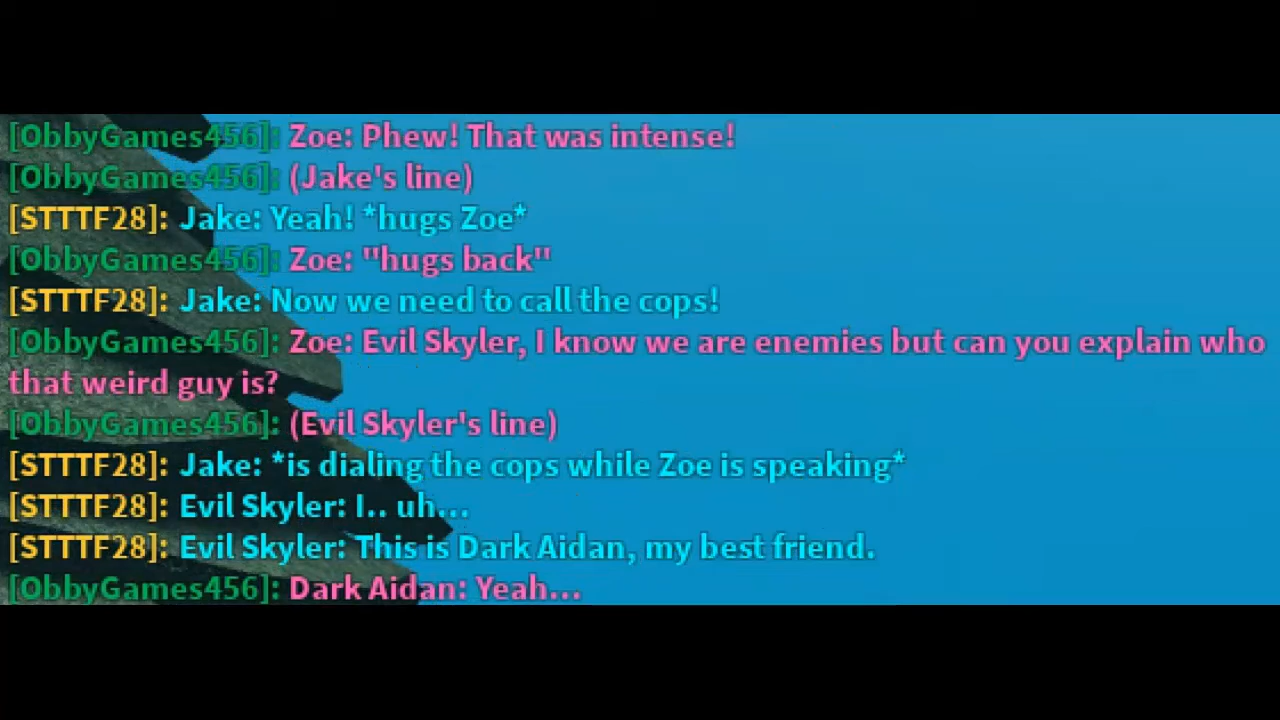 [ObbyGames456]: Zoe: Phew! That was intense!
[ObbyGames456]: (Jake's line)
[STTTF28]: Jake: Yeah! *hugs Zoe*
[ObbyGames456]: Zoe: "hugs back"
[STTTF28]: Jake: Now we need to call the cops!
[ObbyGames456]: Zoe: Evil Skyler, I know we are enemies but can you explain who
that weird guy is?
[ObbyGames456]: (Evil Skyler's line)
[STTTF28]: Jake: *is dialing the cops while Zoe is speaking*
[STTTF28]: Evil Skyler: I.. uh...
[STTTF28]: Evil Skyler: This is Dark Aidan, my best friend.
[ObbyGames456]: Dark Aidan: Yeah...